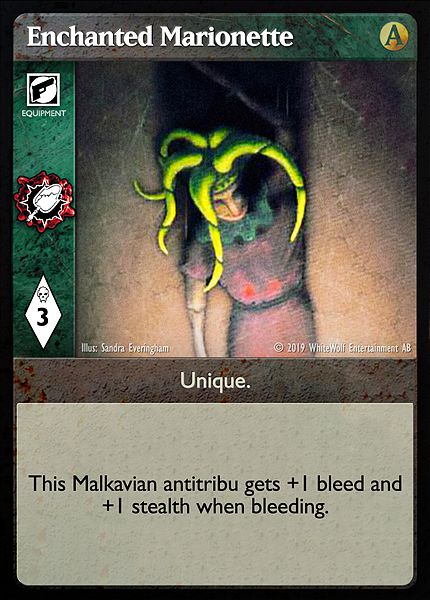 Enchanted Marionette
A
EQUIPMENT
3
Illus: Sandra Everingham
© 2019 WhiteWolf Entertainment AB
Unique.
This Malkavian antitribu gets +1 bleed and
+1 stealth when bleeding.